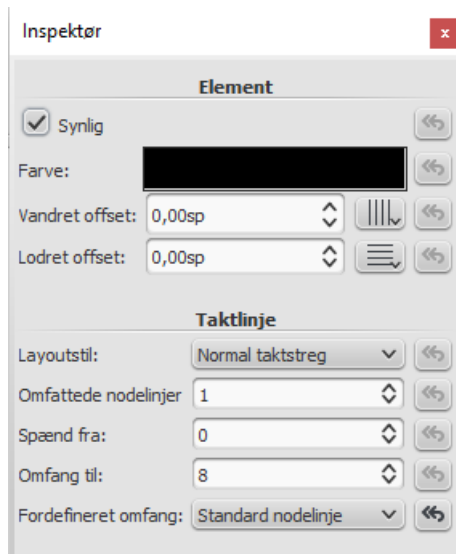 Inspektør x
Element
Synlig
Farve:
Vandret offset: 0,00sp
Lodret offset: 0,00sp
Taktlinje
Layoutstil: Normal taktstreg
Omfattede nodelinjer 1
Spænd fra: 0
Omfang til: 8
Fordefineret omfang: Standard nodelinje